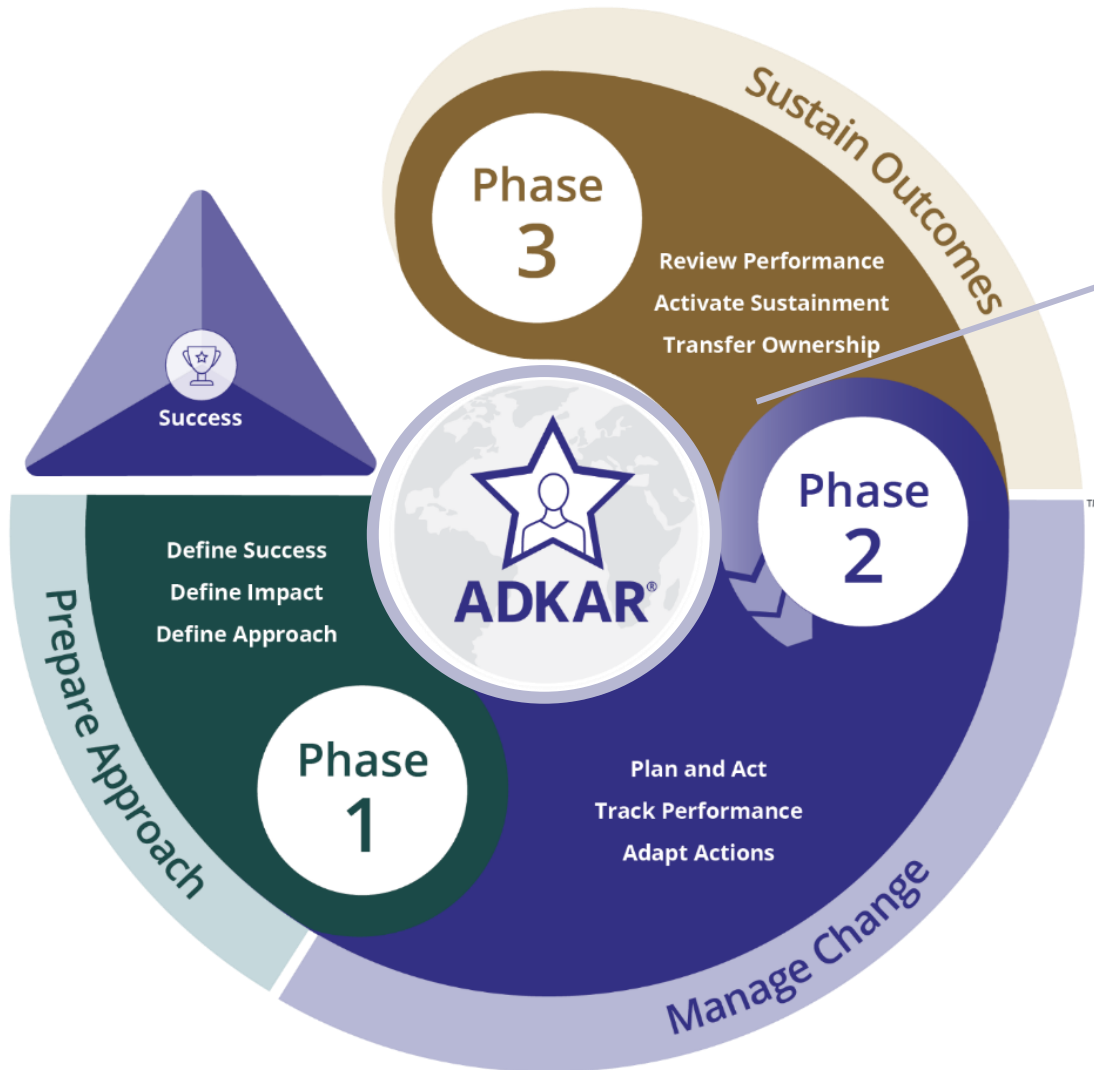 Sustain Outcomes
Phase
3
Review Performance
Activate Sustainment
Transfer Ownership
Success
Phase
2
ADKAR®
Define Success
Define Impact
Define Approach
Prepare Approach
Phase
1
Plan and Act
Track Performance
Adapt Actions
Manage Change